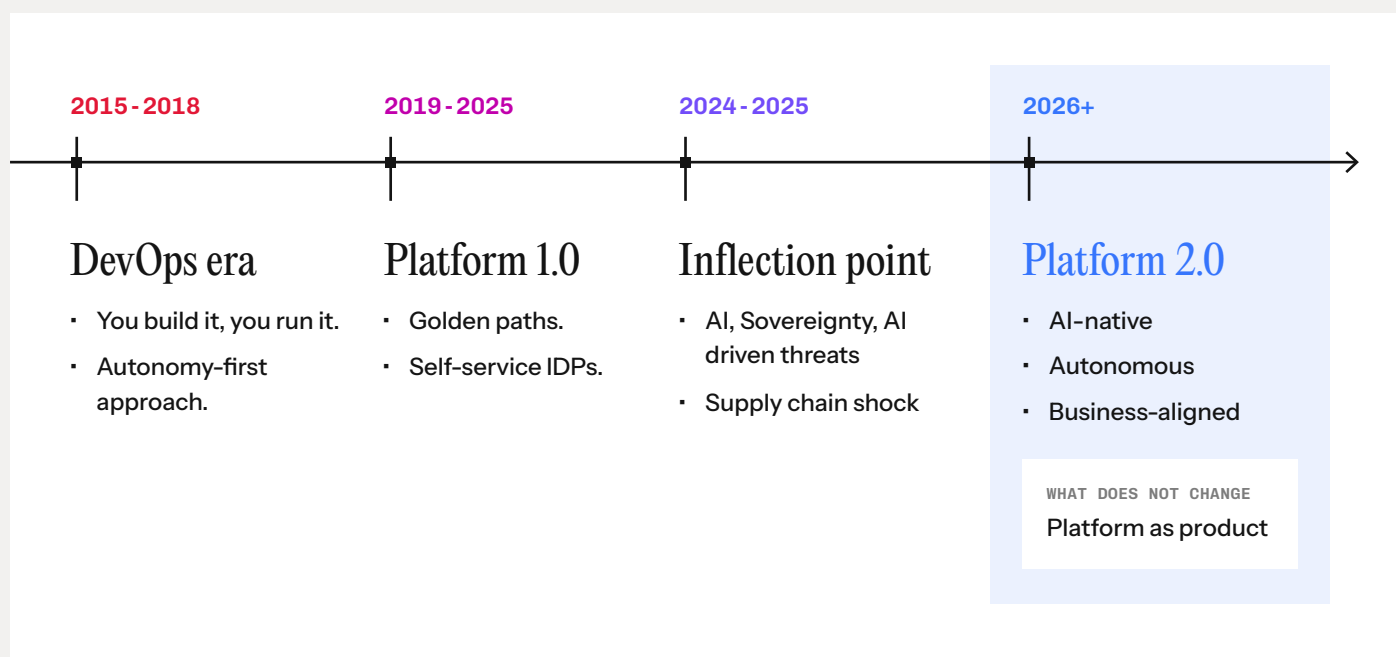 2015-2018
2019-2025
2024-2025
2026+
DevOps era
You build it, you run it.
Autonomy-first
approach.
Platform 1.0
Golden paths.
Self-service IDPs.
Inflection point
AI, Sovereignty, AI
driven threats
Supply chain shock
Platform 2.0
AI-native
Autonomous
Business-aligned
WHAT DOES NOT CHANGE
Platform as product